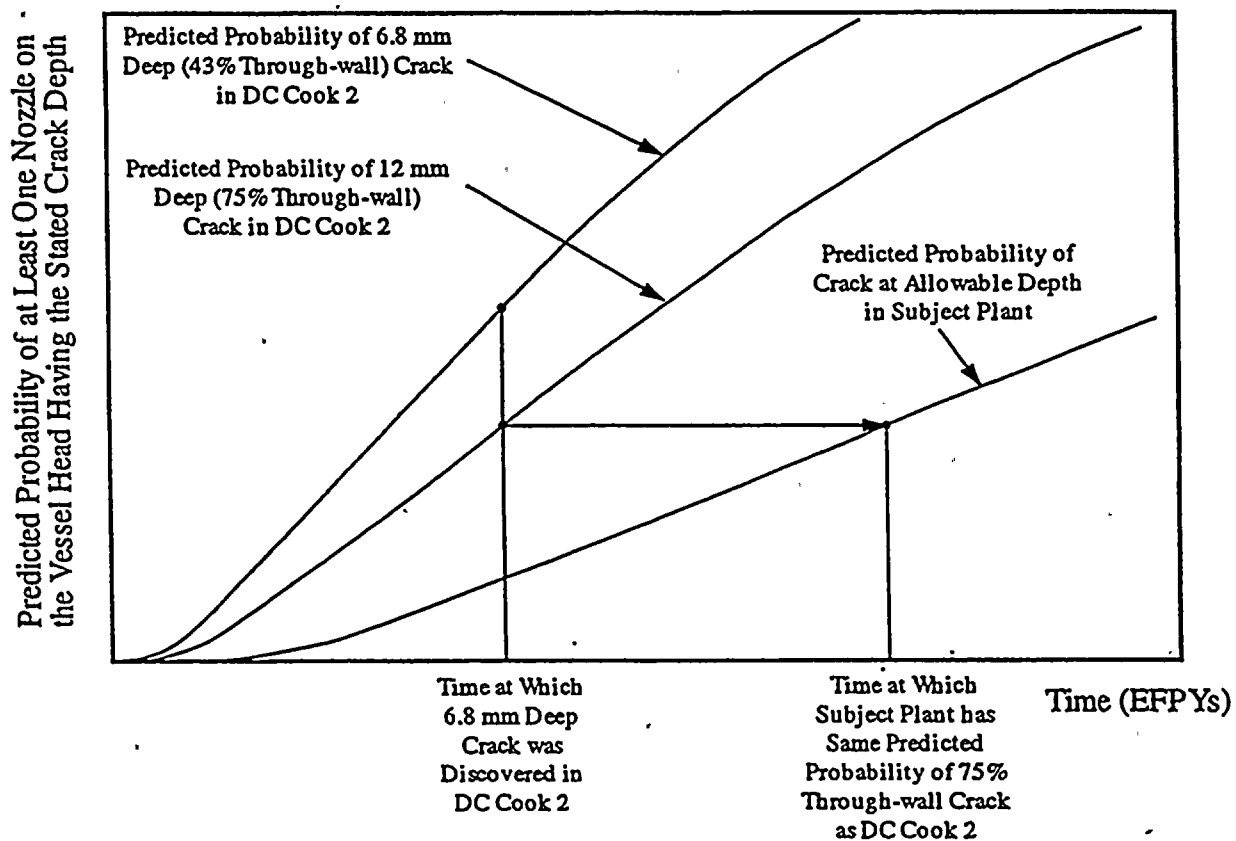 Predicted Probability of at Least One Nozzle on
the Vessel Head Having the Stated Crack Depth
Predicted Probability of 6.8 mm
Deep (43% Through-wall) Crack
in DC Cook 2
Predicted Probability of 12 mm
Deep (75% Through-wall)
Crack in DC Cook 2
Predicted Probability of
Crack at Allowable Depth
in Subject Plant
Time at Which
6.8 mm Deep
Crack was
Discovered in
DC Cook 2
Time at Which
Subject Plant has
Same Predicted
Probability of 75%
Through-wall Crack
as DC Cook 2
Time (EFPYs)